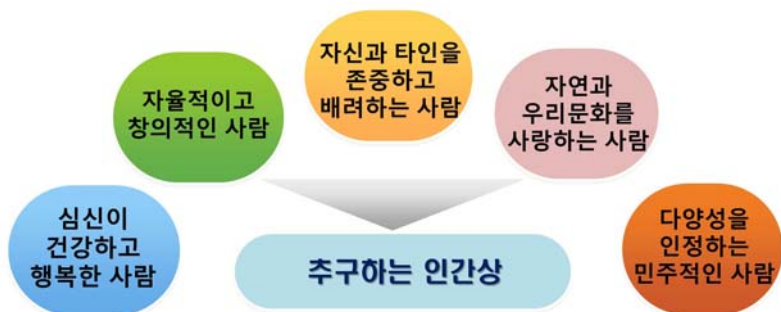 심신이
건강하고
행복한 사람
자율적이고
창의적인 사람
자신과 타인을
존중하고
배려하는 사람
자연과
우리문화를
사랑하는 사람
다양성을
인정하는
민주적인 사람
추구하는 인간상